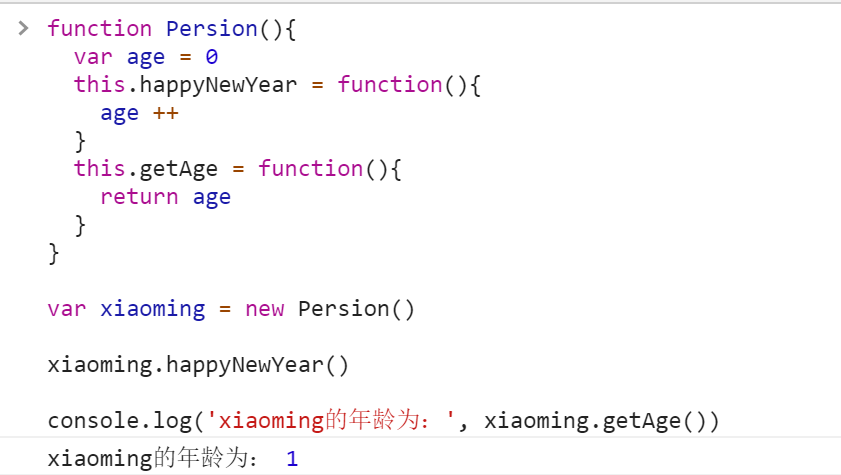 function Persion(){
  var age = 0
  this.happyNewYear = function(){
    age ++
  }
  this.getAge = function(){
    return age
  }
}
var xiaoming = new Persion()
xiaoming.happyNewYear()
console.log('xiaoming的年龄为：', xiaoming.getAge())
xiaoming的年龄为： 1